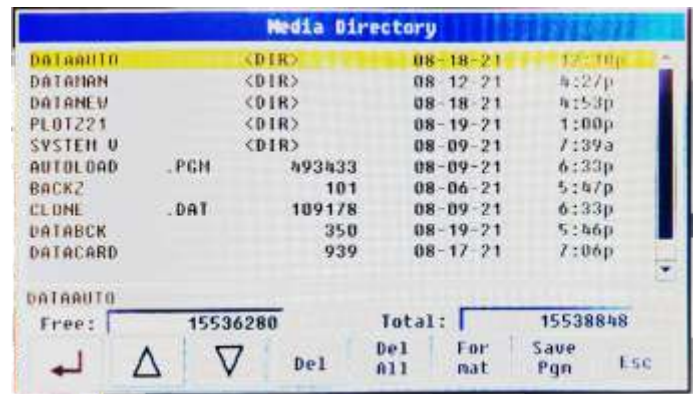 Media Directory
DATAAUTO <DIR> 08-18-21 12:10p
DATAMAN <DIR> 08-12-21 4:27p
DATANEW <DIR> 08-18-21 4:53p
PLOT221 <DIR> 08-19-21 1:00p
SYSTEM V <DIR> 08-09-21 7:39a
AUTOLOAD .PGM 493433 08-09-21 6:33p
BACK2 101 08-06-21 5:47p
CLONE .DAT 109178 08-09-21 6:33p
DATABCK 350 08-19-21 5:46p
DATACARD 939 08-17-21 7:06p
DATAAUTO
Free: 15536280 Total: 15538848
Del Del All For mat Save Pgm Esc